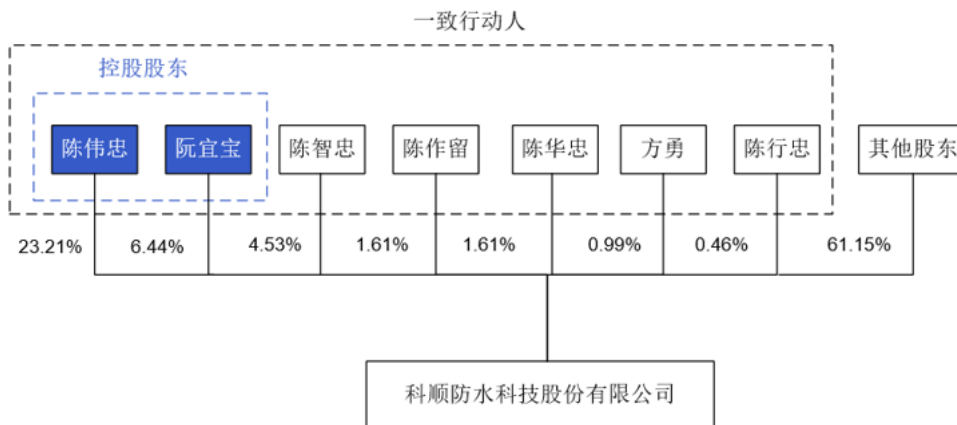 一致行动人
控股股东
陈伟忠 阮宜宝 陈智忠 陈作留 陈华忠 方勇 陈行忠 其他股东
23.21% 6.44% 4.53% 1.61% 1.61% 0.99% 0.46% 61.15%
科顺防水科技股份有限公司